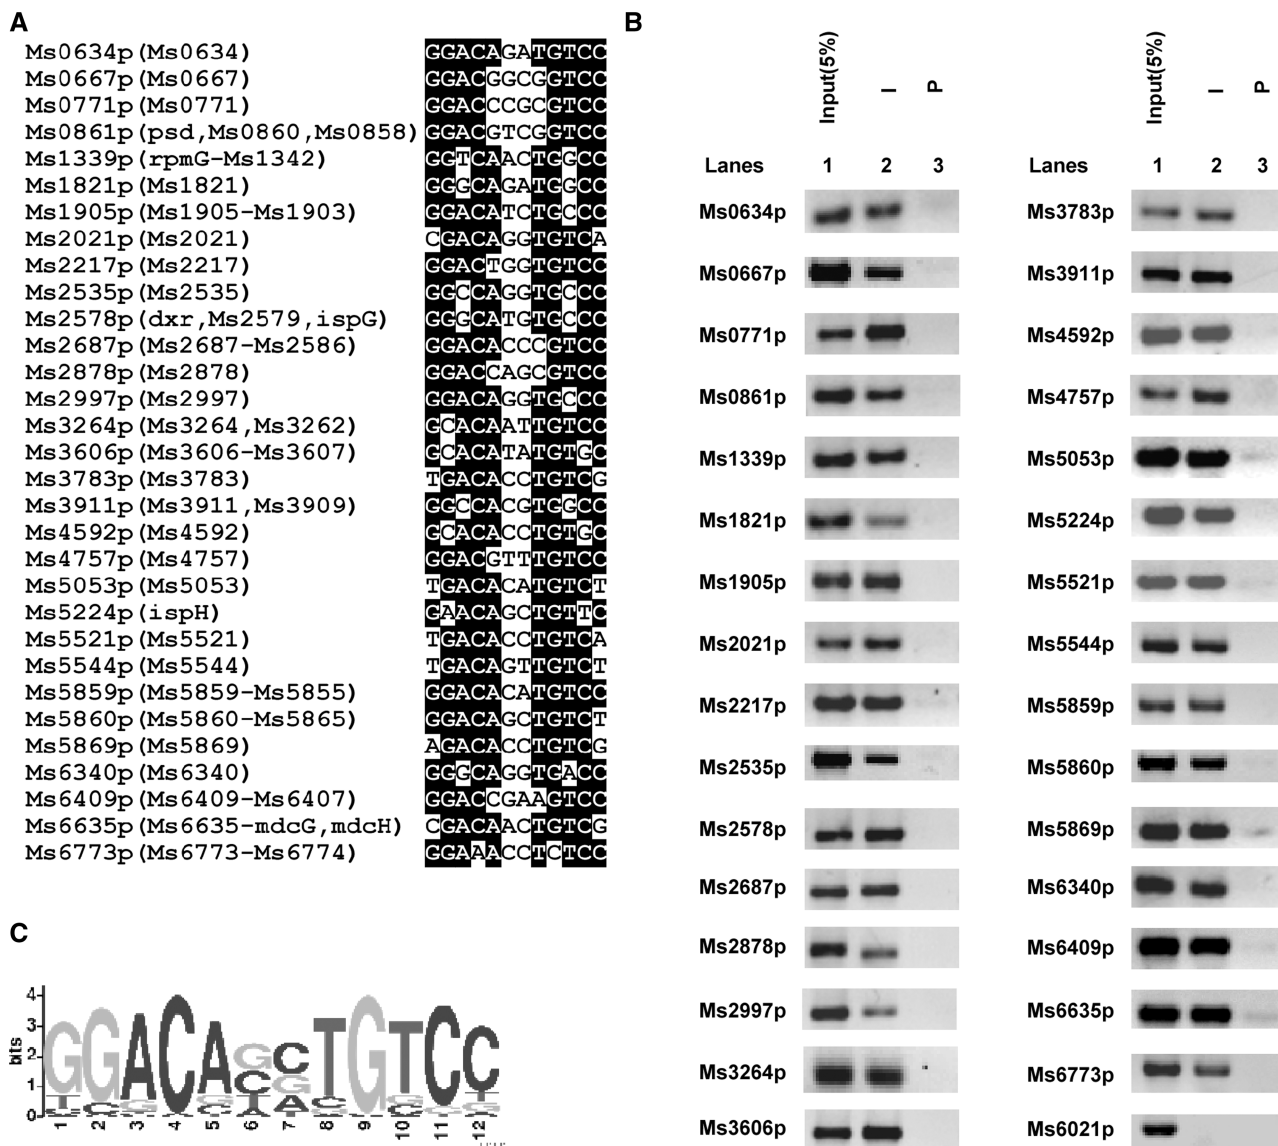 A
Ms0634p(Ms0634) GGACAGATGTCC
Ms0667p(Ms0667) GGACGGCGGTCC
Ms0771p(Ms0771) GGACCCGCGTCC
Ms0861p(psd,Ms0860,Ms0858) GGACGTCGGTCC
Ms1339p(rpmG-Ms1342) GGTCAACTGGCC
Ms1821p(Ms1821) GGGCAGATGGCC
Ms1905p(Ms1905-Ms1903) GGACATCTGCCC
Ms2021p(Ms2021) CGACAGGTGTCA
Ms2217p(Ms2217) GGACTGGTGTCC
Ms2535p(Ms2535) GGCCAGGTGCCC
Ms2578p(dxr,Ms2579,ispG) GGGCATGTGCCC
Ms2687p(Ms2687-Ms2586) GGACACCCGTCC
Ms2878p(Ms2878) GGACCAGCGTCC
Ms2997p(Ms2997) GGACAGGTGCCC
Ms3264p(Ms3264,Ms3262) GCACAATTGTCC
Ms3606p(Ms3606-Ms3607) GCACATATGTGC
Ms3783p(Ms3783) TGACACCTGTCG
Ms3911p(Ms3911,Ms3909) GGCCACGTGGCC
Ms4592p(Ms4592) GCACACCTGTGC
Ms4757p(Ms4757) GGACGTTTGTCC
Ms5053p(Ms5053) TGACACATGTCT
Ms5224p(ispH) GAACAGCTGTTC
Ms5521p(Ms5521) TGACACCTGTCA
Ms5544p(Ms5544) TGACAGTTGTCT
Ms5859p(Ms5859-Ms5855) GGACACATGTCC
Ms5860p(Ms5860-Ms5865) GGACAGCTGTCT
Ms5869p(Ms5869) AGACACCTGTCG
Ms6340p(Ms6340) GGGCAGGTGACC
Ms6409p(Ms6409-Ms6407) GGACCGAAGTCC
Ms6635p(Ms6635-mdcG,mdcH) CGACAACTGTCG
Ms6773p(Ms6773-Ms6774) GGAAACCTCTCC
B
Input(5%) I P
Lanes 1 2 3
Ms0634p
Ms0667p
Ms0771p
Ms0861p
Ms1339p
Ms1821p
Ms1905p
Ms2021p
Ms2217p
Ms2535p
Ms2578p
Ms2687p
Ms2878p
Ms2997p
Ms3264p
Ms3606p
Input(5%) I P
Lanes 1 2 3
Ms3783p
Ms3911p
Ms4592p
Ms4757p
Ms5053p
Ms5224p
Ms5521p
Ms5544p
Ms5859p
Ms5860p
Ms5869p
Ms6340p
Ms6409p
Ms6635p
Ms6773p
Ms6021p
C
bits
4
3
2
1
0
GGACAGCTGTCC
1 2 3 4 5 6 7 8 9 10 11 12